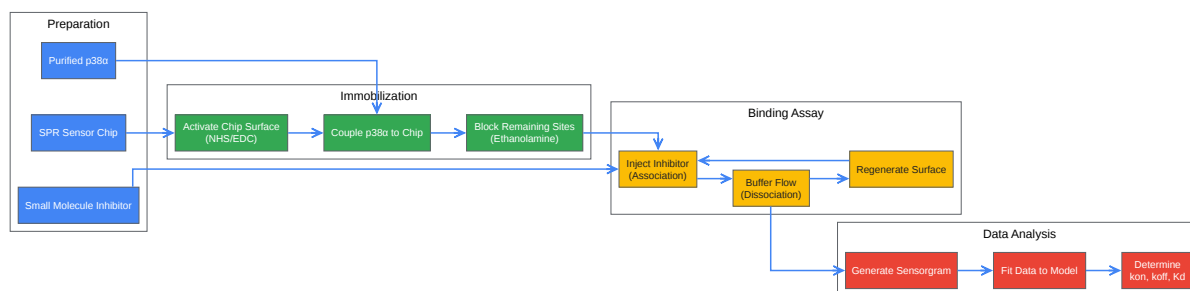 Preparation
Purified p38α
SPR Sensor Chip
Small Molecule Inhibitor
Immobilization
Activate Chip Surface
(NHS/EDC)
Couple p38α to Chip
Block Remaining Sites
(Ethanolamine)
Binding Assay
Inject Inhibitor
(Association)
Buffer Flow
(Dissociation)
Regenerate Surface
Data Analysis
Generate Sensorgram
Fit Data to Model
Determine
kon, koff, Kd